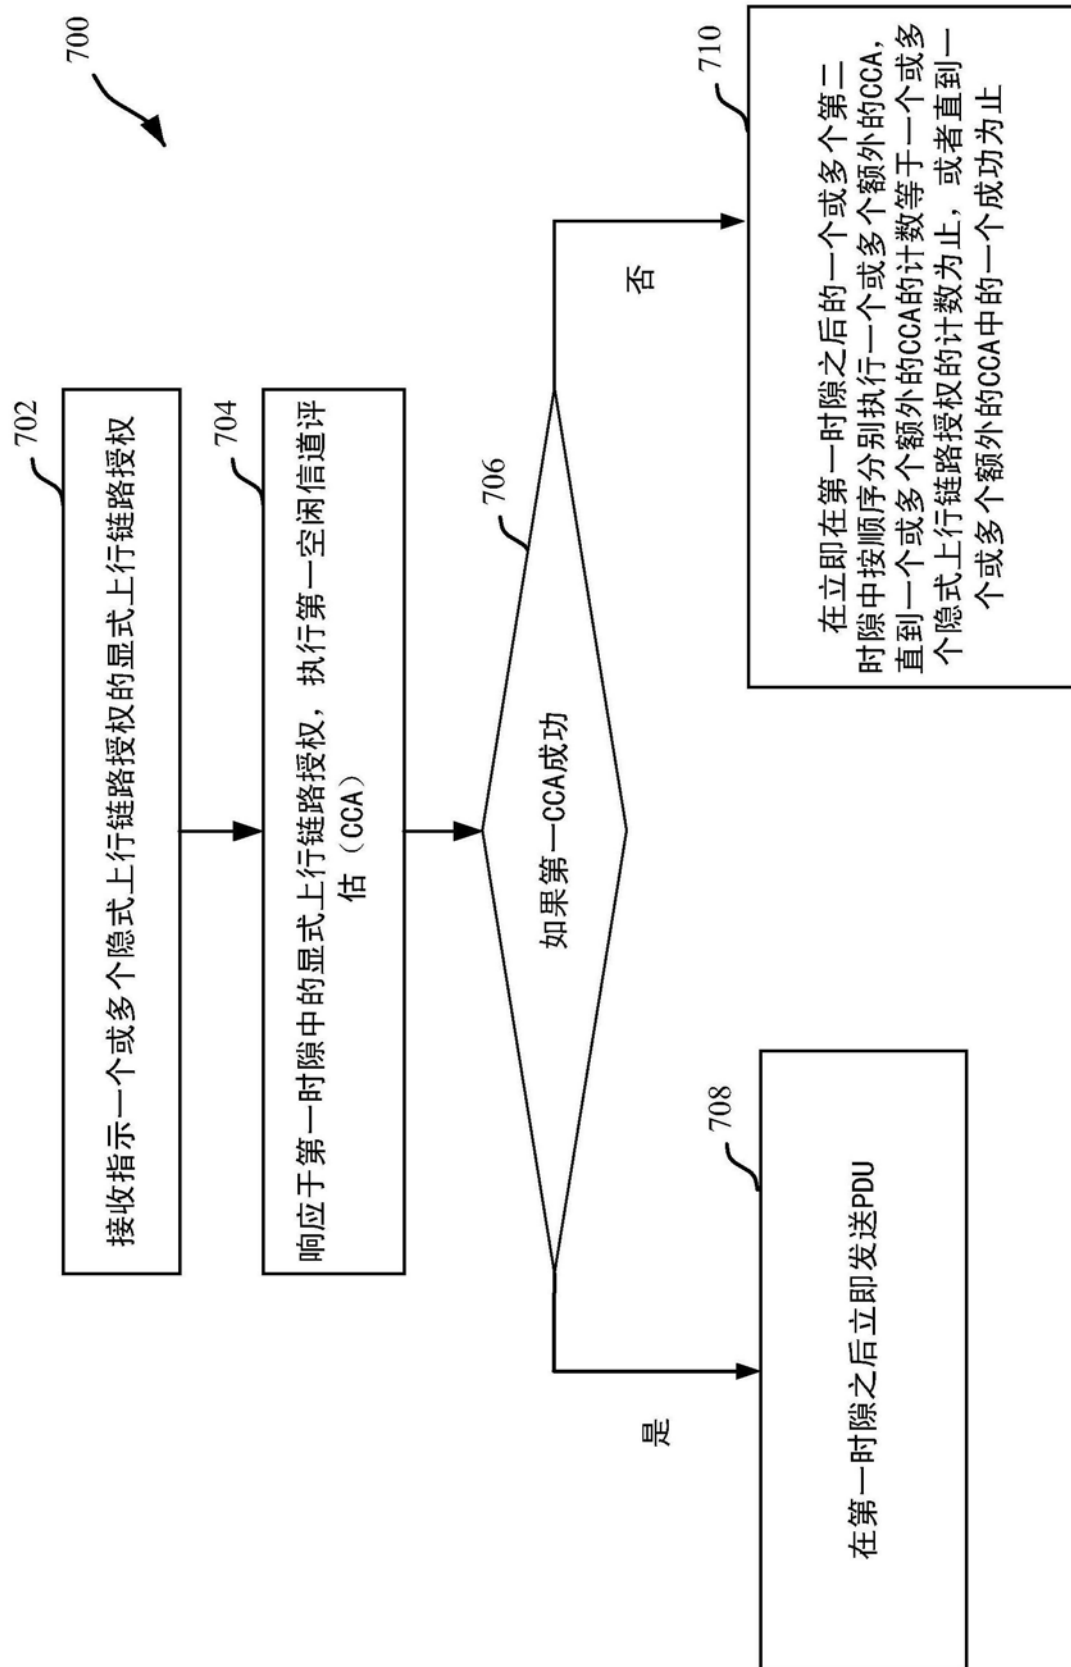 700
702
接收指示一个或多个隐式上行链路授权的显式上行链路授权
704
响应于第一时隙中的显式上行链路授权，执行第一空闲信道评
估（CCA）
706
如果第一CCA成功
是
否
708
在第一时隙之后立即发送PDU
710
在立即在第一时隙之后的一个或多个第二
时隙中按顺序分别执行一个或多个额外的CCA，
直到一个或多个额外的CCA的计数等于一个或多
个隐式上行链路授权的计数为止，或者直到一
个或多个额外的CCA中的一个成功为止